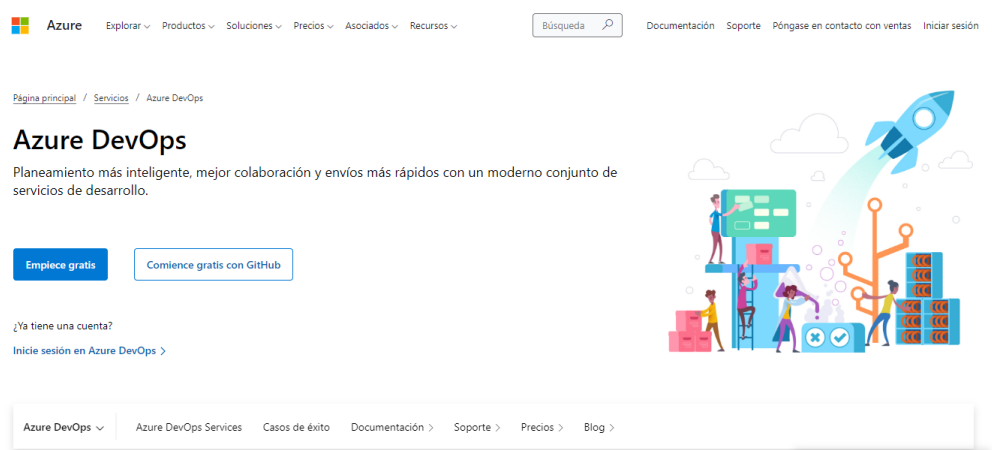 Azure Explorar Productos Soluciones Precios Asociados Recursos Búsqueda Documentación Soporte Póngase en contacto con ventas Iniciar sesión
Página principal / Servicios / Azure DevOps
Azure DevOps
Planeamiento más inteligente, mejor colaboración y envíos más rápidos con un moderno conjunto de
servicios de desarrollo.
Empiece gratis Comience gratis con GitHub
¿Ya tiene una cuenta?
Inicie sesión en Azure DevOps
Azure DevOps Azure DevOps Services Casos de éxito Documentación Soporte Precios Blog